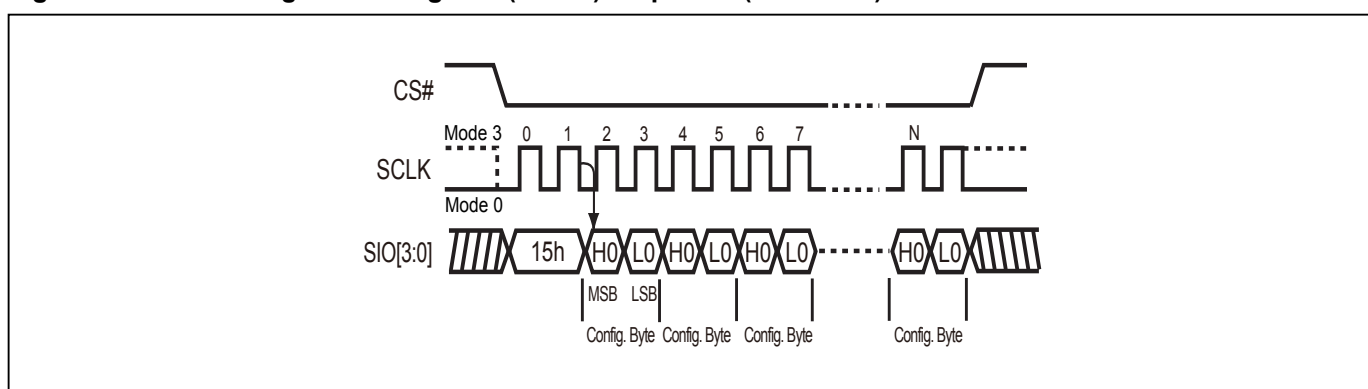 CS#
Mode 3 0 1 2 3 4 5 6 7 N
SCLK
Mode 0
SIO[3:0] 15h H0 L0 H0 L0 H0 L0 H0 L0
MSB LSB
Config. Byte Config. Byte Config. Byte Config. Byte